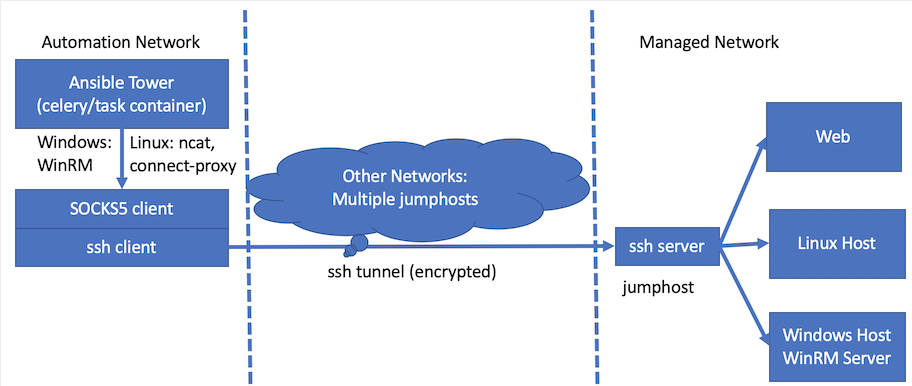 Automation Network
Managed Network
Ansible Tower
(celery/task container)
Windows:
WinRM
Linux: ncat,
connect-proxy
SOCKS5 client
ssh client
Other Networks:
Multiple jumphosts
ssh tunnel (encrypted)
ssh server
jumphost
Web
Linux Host
Windows Host
WinRM Server